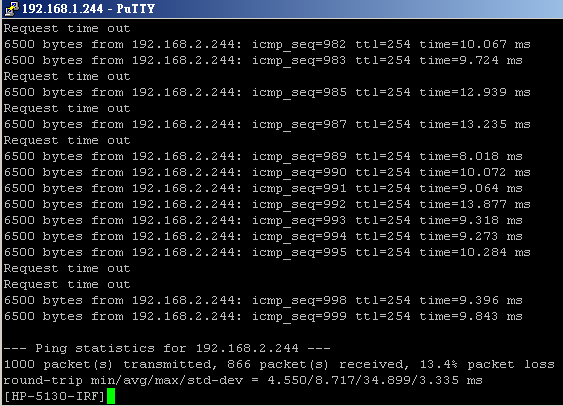 192.168.1.244 - PuTTY
Request time out
6500 bytes from 192.168.2.244: icmp_seq=982 ttl=254 time=10.067 ms
6500 bytes from 192.168.2.244: icmp_seq=983 ttl=254 time=9.724 ms
Request time out
6500 bytes from 192.168.2.244: icmp_seq=985 ttl=254 time=12.939 ms
Request time out
6500 bytes from 192.168.2.244: icmp_seq=987 ttl=254 time=13.235 ms
Request time out
6500 bytes from 192.168.2.244: icmp_seq=989 ttl=254 time=8.018 ms
6500 bytes from 192.168.2.244: icmp_seq=990 ttl=254 time=10.072 ms
6500 bytes from 192.168.2.244: icmp_seq=991 ttl=254 time=9.064 ms
6500 bytes from 192.168.2.244: icmp_seq=992 ttl=254 time=13.877 ms
6500 bytes from 192.168.2.244: icmp_seq=993 ttl=254 time=9.318 ms
6500 bytes from 192.168.2.244: icmp_seq=994 ttl=254 time=9.273 ms
6500 bytes from 192.168.2.244: icmp_seq=995 ttl=254 time=10.284 ms
Request time out
Request time out
6500 bytes from 192.168.2.244: icmp_seq=998 ttl=254 time=9.396 ms
6500 bytes from 192.168.2.244: icmp_seq=999 ttl=254 time=9.843 ms
--- Ping statistics for 192.168.2.244 ---
1000 packet(s) transmitted, 866 packet(s) received, 13.4% packet loss
round-trip min/avg/max/std-dev = 4.550/8.717/34.899/3.335 ms
[HP-5130-IRF]